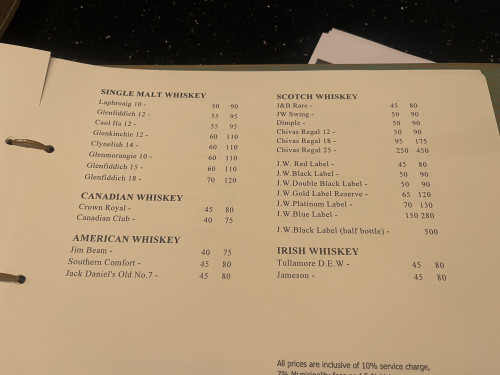 SINGLE MALT WHISKEY
Laphroaig 10 - 50 90
Glenfiddich 12 - 55 95
Caol Ila 12 - 55 95
Glenkinchie 12 - 60 110
Clynelish 14 - 60 110
Glenmorangie 10 - 60 110
Glenfiddich 15 - 60 110
Glenfiddich 18 - 70 120
CANADIAN WHISKEY
Crown Royal - 45 80
Canadian Club - 40 75
AMERICAN WHISKEY
Jim Beam - 40 75
Southern Comfort - 45 80
Jack Daniel's Old No.7 - 45 80
SCOTCH WHISKEY
J&B Rare - 45 80
JW Swing - 50 90
Dimple - 50 90
Chivas Regal 12 - 50 90
Chivas Regal 18 - 95 175
Chivas Regal 25 - 250 450
J.W. Red Label - 45 80
J.W.Black Label - 50 90
J.W.Double Black Label - 50 90
J.W.Gold Label Reserve - 65 120
J.W.Platinum Label - 70 130
J.W.Blue Label - 150 280
J.W.Black Label (half bottle) - 500
IRISH WHISKEY
Tullamore D.E.W - 45 80
Jameson - 45 80
All prices are inclusive of 10% service charge,
7% Municipality fees and